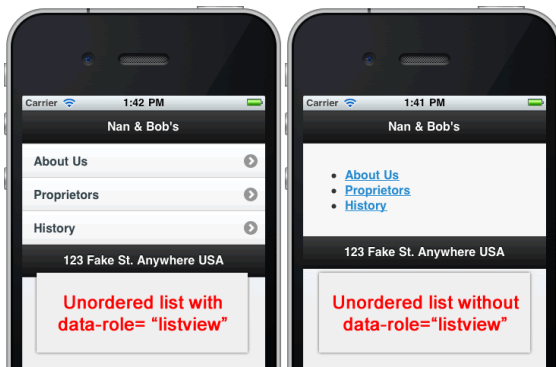 Carrier 1:42 PM
Nan & Bob's
About Us
Proprietors
History
123 Fake St. Anywhere USA
Unordered list with
data-role= “listview”
Carrier 1:41 PM
Nan & Bob's
• About Us
• Proprietors
• History
123 Fake St. Anywhere USA
Unordered list without
data-role=“listview”